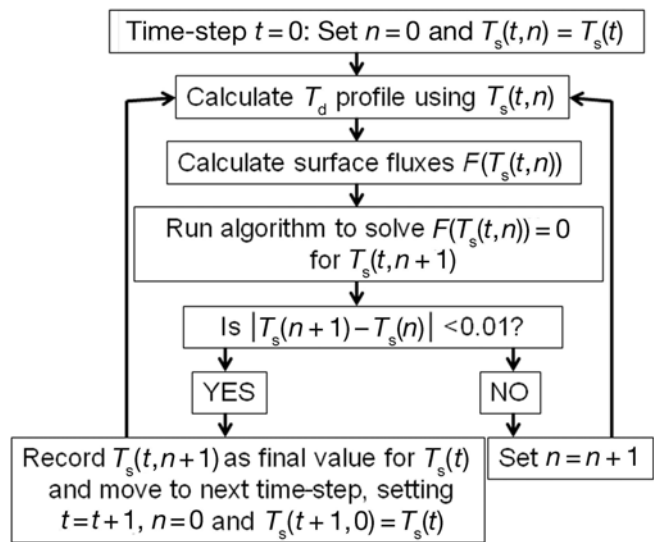 Time-step t = 0: Set n = 0 and Tₛ(t, n) = Tₛ(t)
Calculate T_d profile using Tₛ(t, n)
Calculate surface fluxes F(Tₛ(t, n))
Run algorithm to solve F(Tₛ(t, n)) = 0
for Tₛ(t, n + 1)
Is |Tₛ(n + 1) – Tₛ(n)| <0.01?
YES
NO
Record Tₛ(t, n+1) as final value for Tₛ(t)
and move to next time-step, setting
t = t + 1, n = 0 and Tₛ(t + 1, 0) = Tₛ(t)
Set n = n + 1